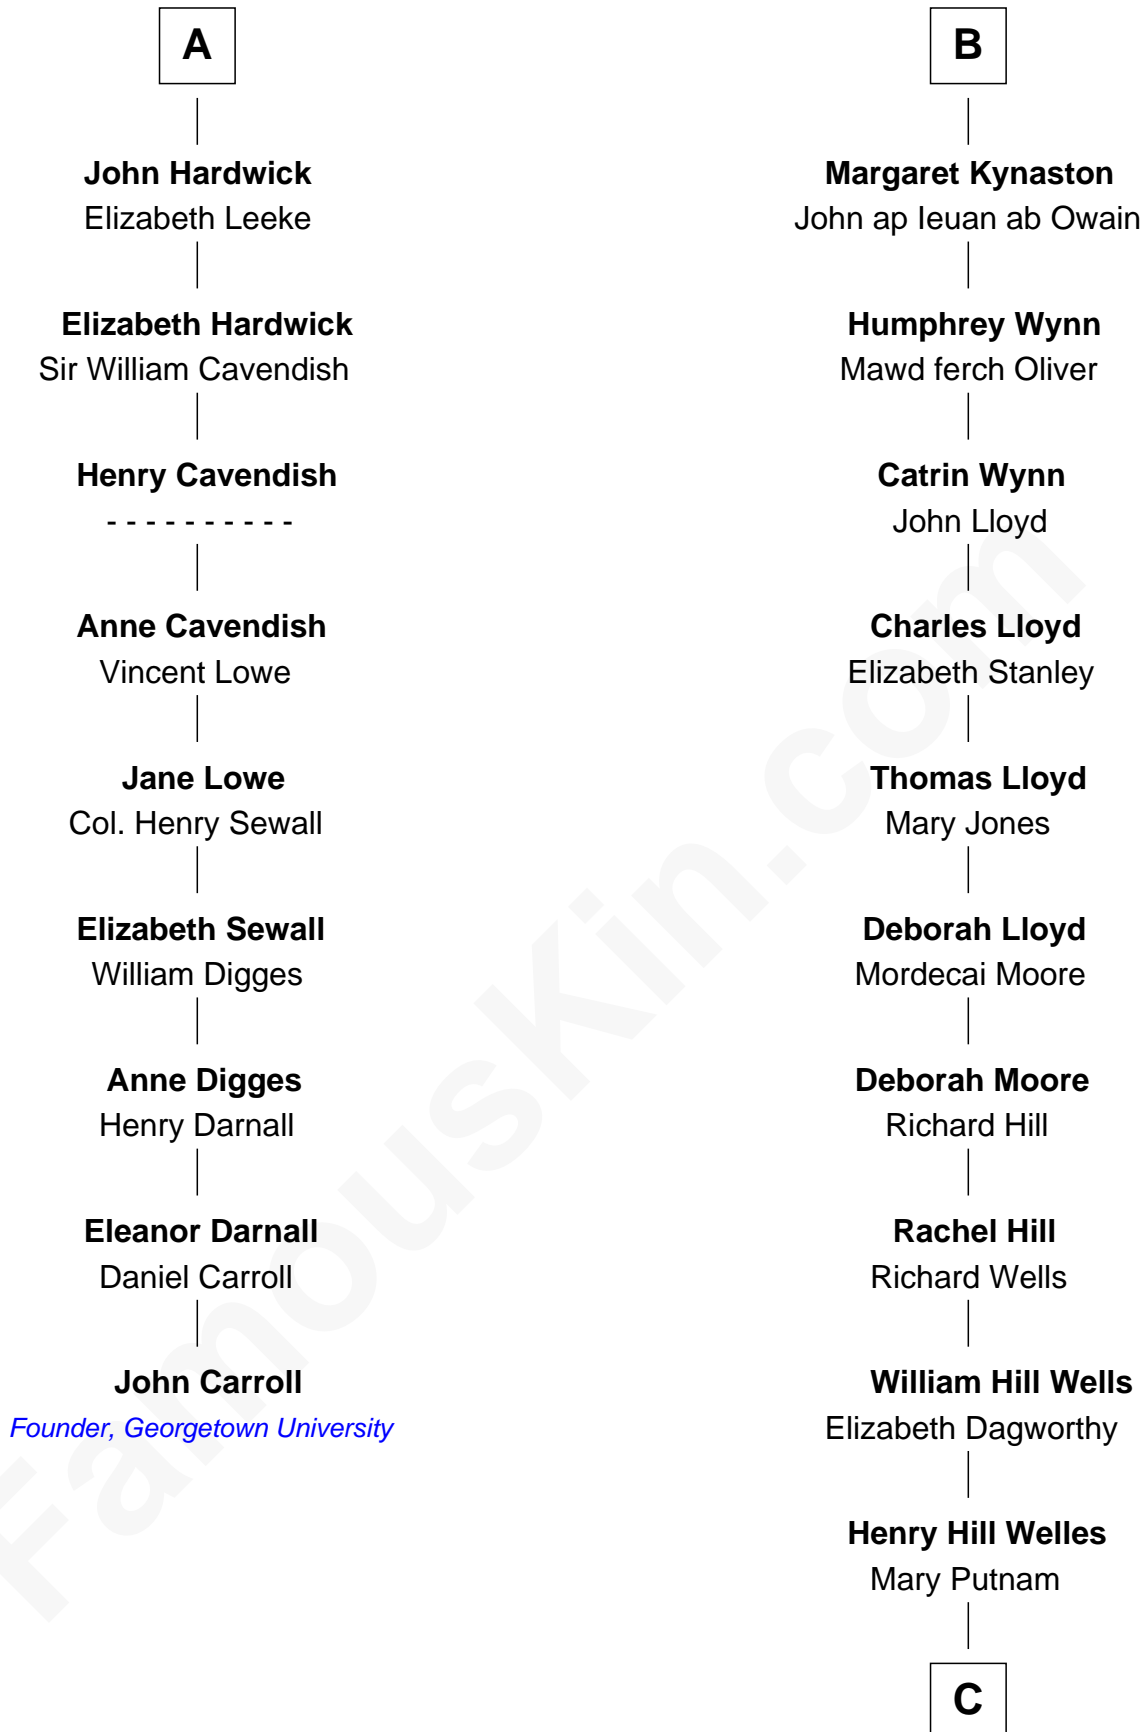 A
John Hardwick
Elizabeth Leeke
Elizabeth Hardwick
Sir William Cavendish
Henry Cavendish
- - - - - - - - - -
Anne Cavendish
Vincent Lowe
Jane Lowe
Col. Henry Sewall
Elizabeth Sewall
William Digges
Anne Digges
Henry Darnall
Eleanor Darnall
Daniel Carroll
John Carroll
Founder, Georgetown University
B
Margaret Kynaston
John ap Ieuan ab Owain
Humphrey Wynn
Mawd ferch Oliver
Catrin Wynn
John Lloyd
Charles Lloyd
Elizabeth Stanley
Thomas Lloyd
Mary Jones
Deborah Lloyd
Mordecai Moore
Deborah Moore
Richard Hill
Rachel Hill
Richard Wells
William Hill Wells
Elizabeth Dagworthy
Henry Hill Welles
Mary Putnam
C
FamousKin.com